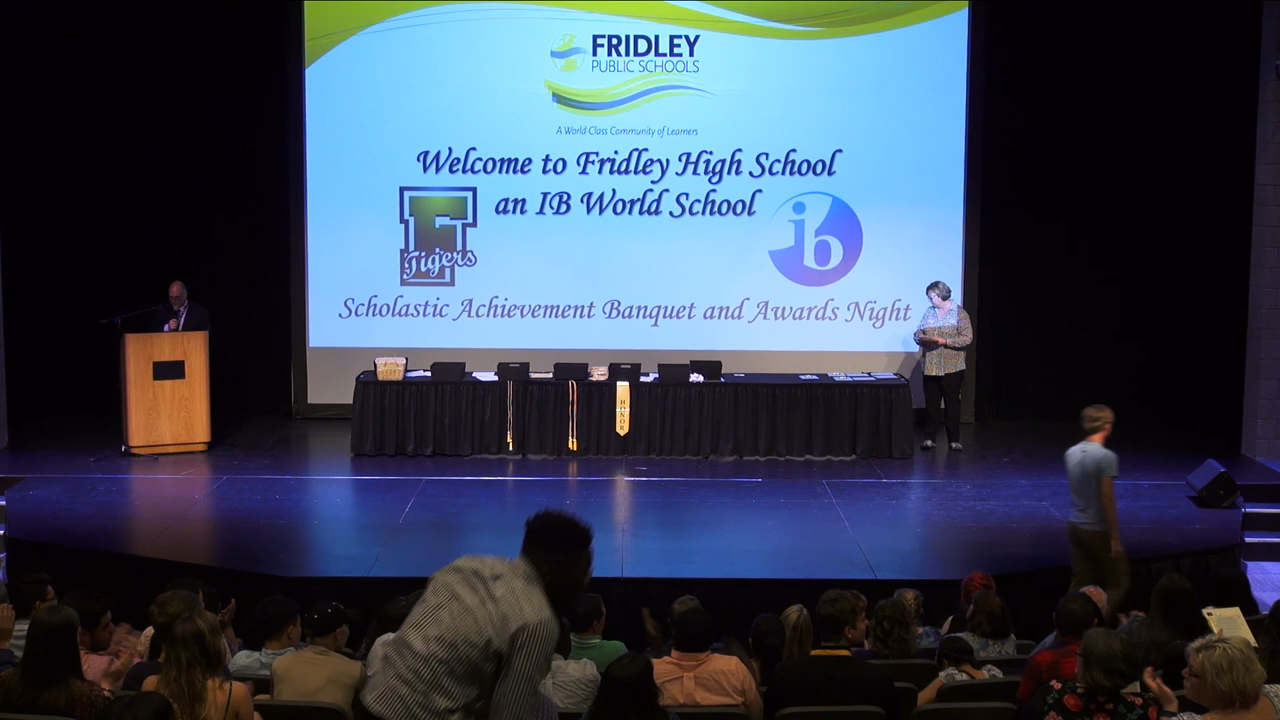 FRIDLEY
PUBLIC SCHOOLS
A World-Class Community of Learners
Welcome to Fridley High School
an IB World School
F
Tigers
ib
Scholastic Achievement Banquet and Awards Night
HONOR